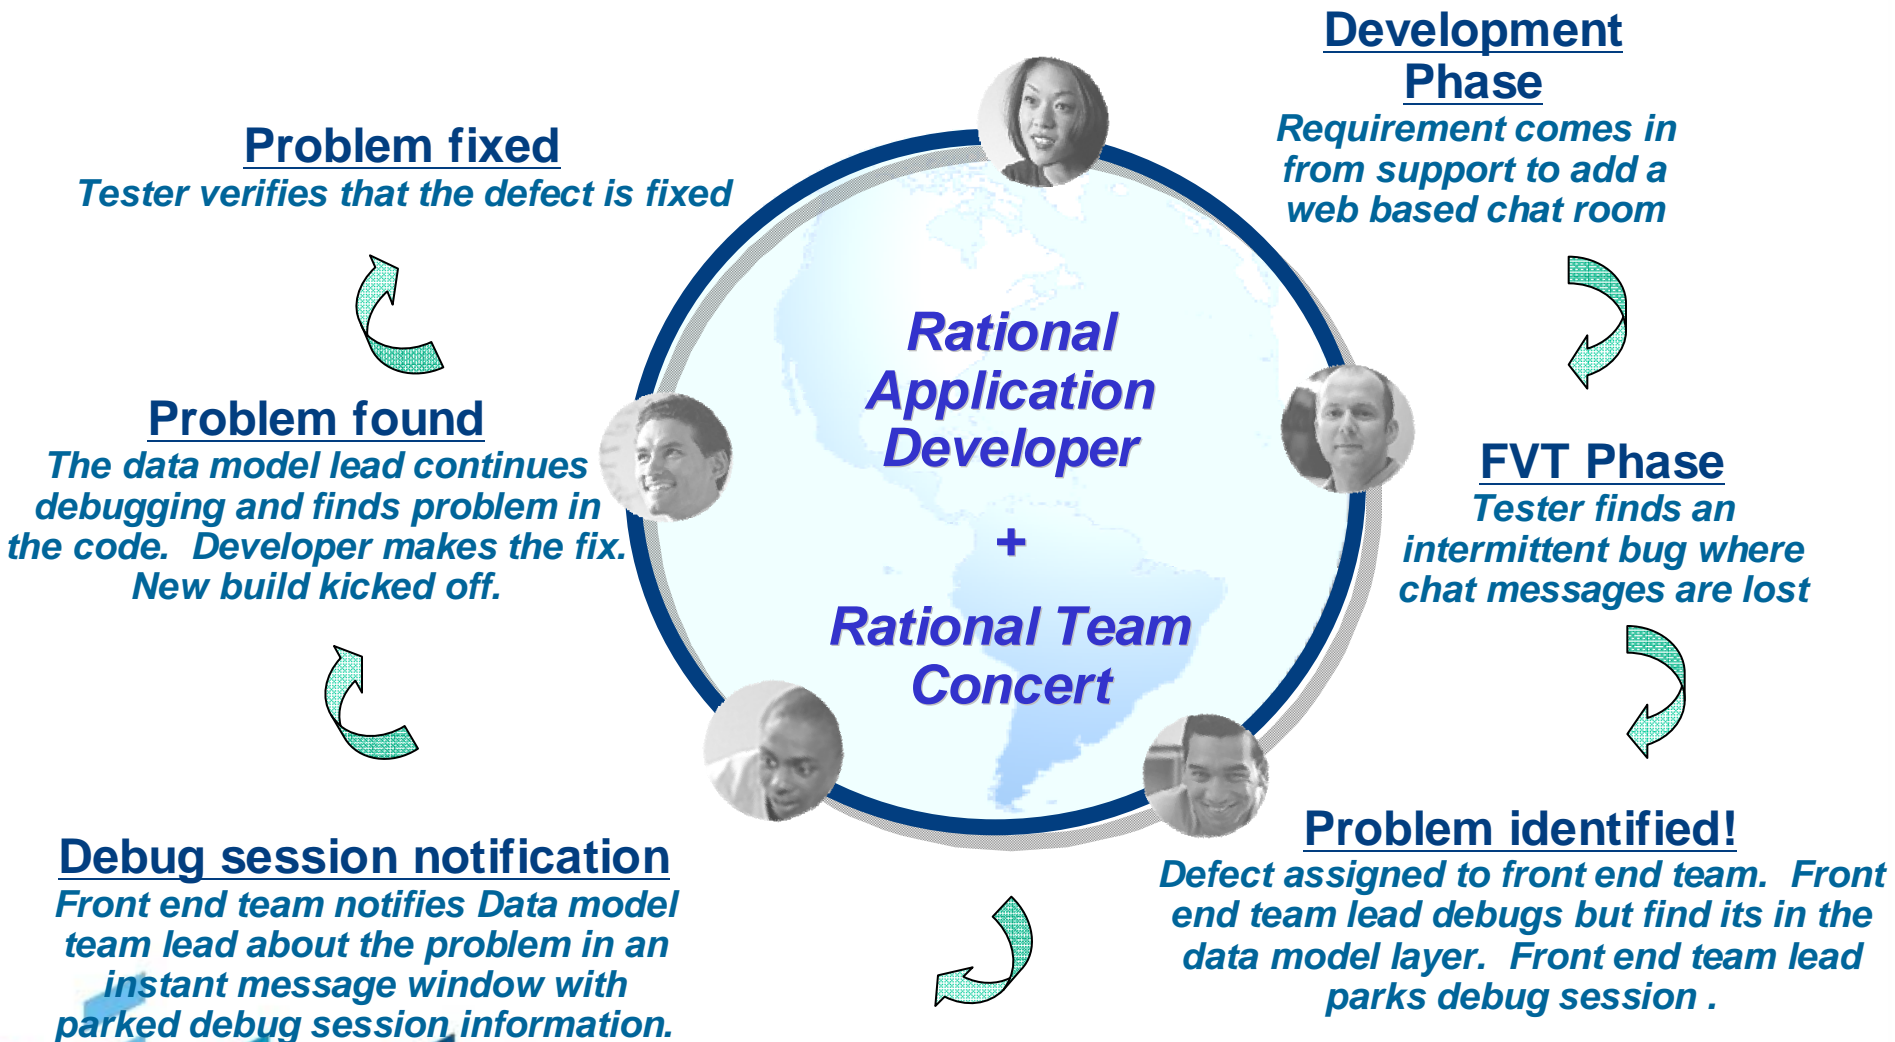 Development
Phase
Requirement comes in
from support to add a
web based chat room
FVT Phase
Tester finds an
intermittent bug where
chat messages are lost
Problem identified!
Defect assigned to front end team.  Front
end team lead debugs but find its in the
data model layer.  Front end team lead
parks debug session .
Debug session notification
Front end team notifies Data model
team lead about the problem in an
instant message window with
parked debug session information.
Problem found
The data model lead continues
debugging and finds problem in
the code.  Developer makes the fix.
New build kicked off.
Problem fixed
Tester verifies that the defect is fixed
Rational
Application
Developer
+
Rational Team
Concert